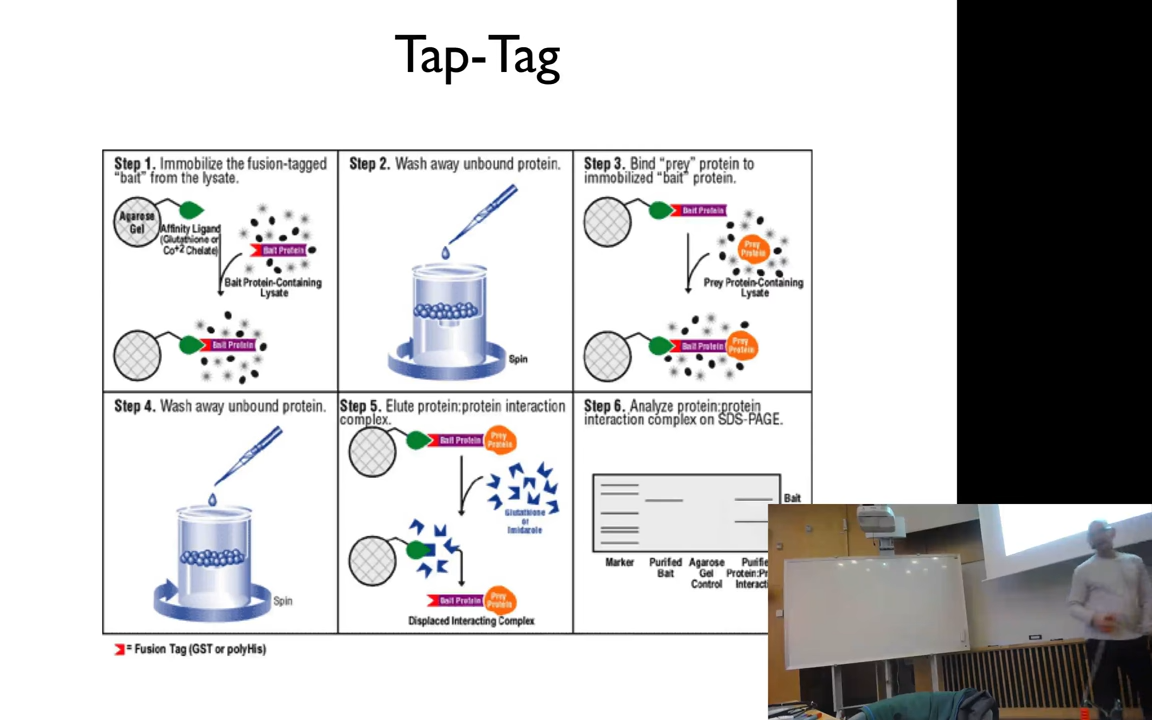 Tap-Tag
Step 1. Immobilize the fusion-tagged
"bait" from the lysate.
Agarose
Gel
Affinity Ligand
(Glutathione or
Co+2 Chelate)
Bait Protein
Bait Protein-Containing
Lysate
Bait Protein
Step 2. Wash away unbound protein.
Spin
Step 3. Bind "prey" protein to
immobilized "bait" protein.
Bait Protein
Prey
Protein
Prey Protein-Containing
Lysate
Bait Protein
Prey
Protein
Step 4. Wash away unbound protein.
Spin
Step 5. Elute protein:protein interaction
complex.
Bait Protein
Prey
Protein
Glutathione
or
Imidazole
Bait Protein
Prey
Protein
Displaced Interacting Complex
Step 6. Analyze protein:protein
interaction complex on SDS-PAGE.
Bait
Marker
Purified
Bait
Agarose
Gel
Control
= Fusion Tag (GST or polyHis)